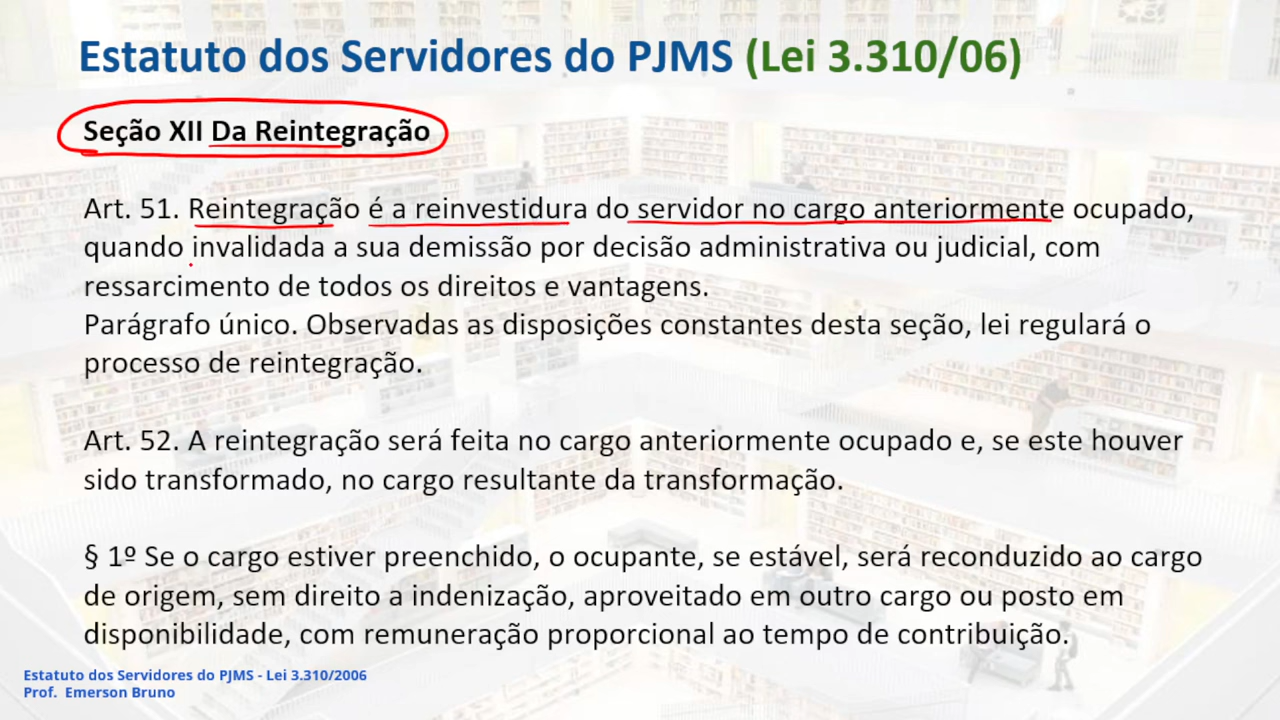 Estatuto dos Servidores do PJMS (Lei 3.310/06)
Seção XII Da Reintegração
Art. 51. Reintegração é a reinvestidura do servidor no cargo anteriormente ocupado,
quando invalidada a sua demissão por decisão administrativa ou judicial, com
ressarcimento de todos os direitos e vantagens.
Parágrafo único. Observadas as disposições constantes desta seção, lei regulará o
processo de reintegração.
Art. 52. A reintegração será feita no cargo anteriormente ocupado e, se este houver
sido transformado, no cargo resultante da transformação.
§ 1º Se o cargo estiver preenchido, o ocupante, se estável, será reconduzido ao cargo
de origem, sem direito a indenização, aproveitado em outro cargo ou posto em
disponibilidade, com remuneração proporcional ao tempo de contribuição.
Estatuto dos Servidores do PJMS - Lei 3.310/2006
Prof. Emerson Bruno